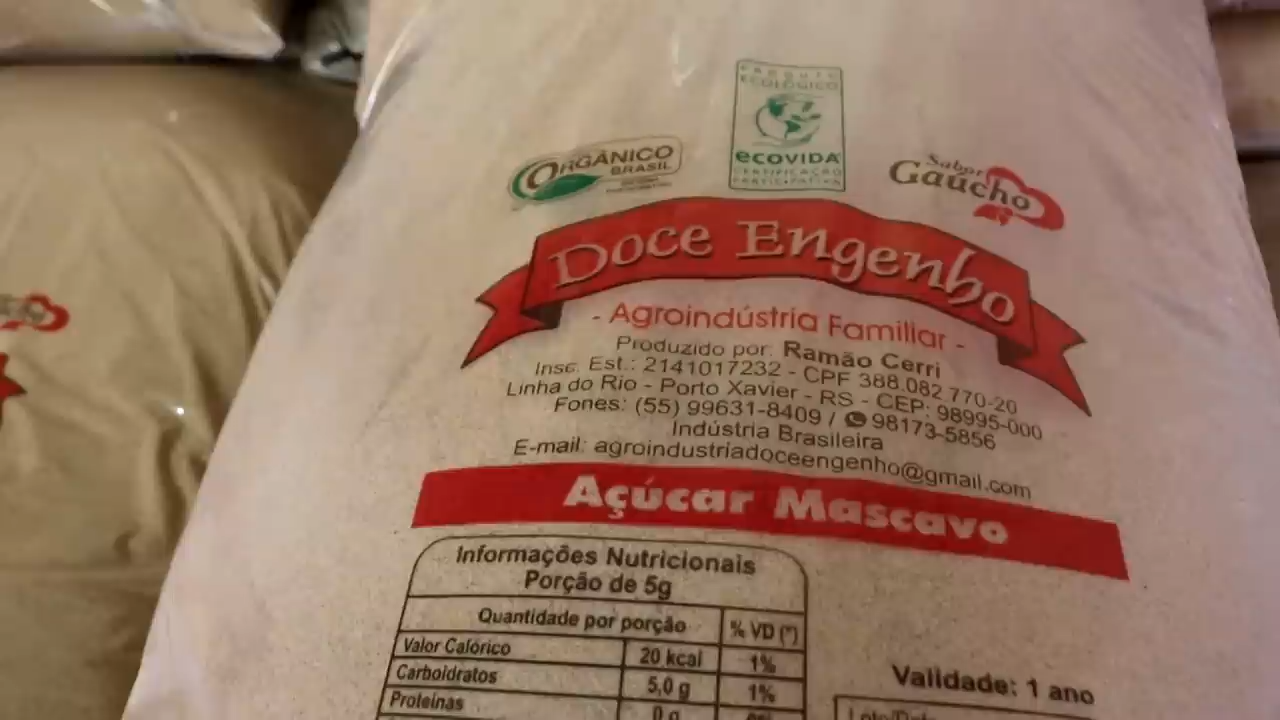 PRODUTO
ECOLÓGICO
ecovida
CERTIFICAÇÃO
PARTICIPATIVA
ORGÂNICO
BRASIL
Sabor
Gaúcho
Doce Engenho
- Agroindústria Familiar -
Produzido por: Ramão Cerri
Insc. Est.: 2141017232 - CPF 388.082.770-20
Linha do Rio - Porto Xavier - RS - CEP: 98995-000
Fones: (55) 99631-8409 / 98173-5856
Indústria Brasileira
E-mail: agroindustriadoceengenho@gmail.com
Açúcar Mascavo
Informações Nutricionais
Porção de 5g
Quantidade por porção % VD (*)
Valor Calórico 20 kcal 1%
Carboidratos 5,0 g 1%
Proteínas 0 g
Validade: 1 ano